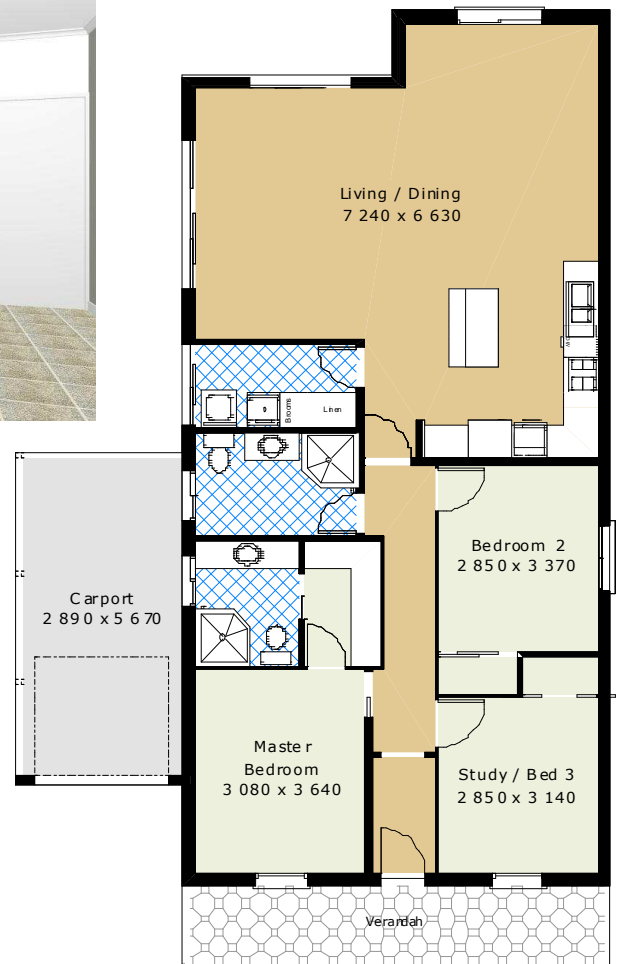 Living / Dining
7 240 x 6 630
Brooms
Linen
Bedroom 2
2 850 x 3 370
Carport
2 890 x 5 670
Master
Bedroom
3 080 x 3 640
Study / Bed 3
2 850 x 3 140
Verandah